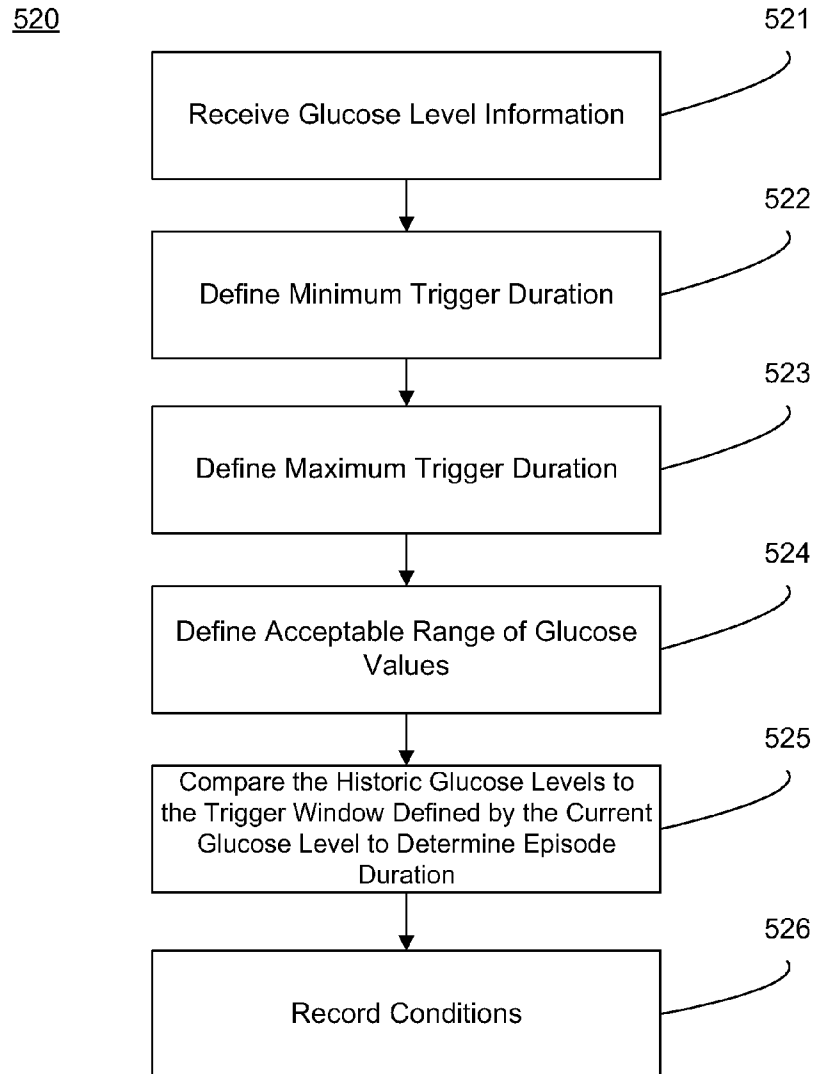 520
521
Receive Glucose Level Information
522
Define Minimum Trigger Duration
523
Define Maximum Trigger Duration
524
Define Acceptable Range of Glucose
Values
525
Compare the Historic Glucose Levels to
the Trigger Window Defined by the Current
Glucose Level to Determine Episode
Duration
526
Record Conditions